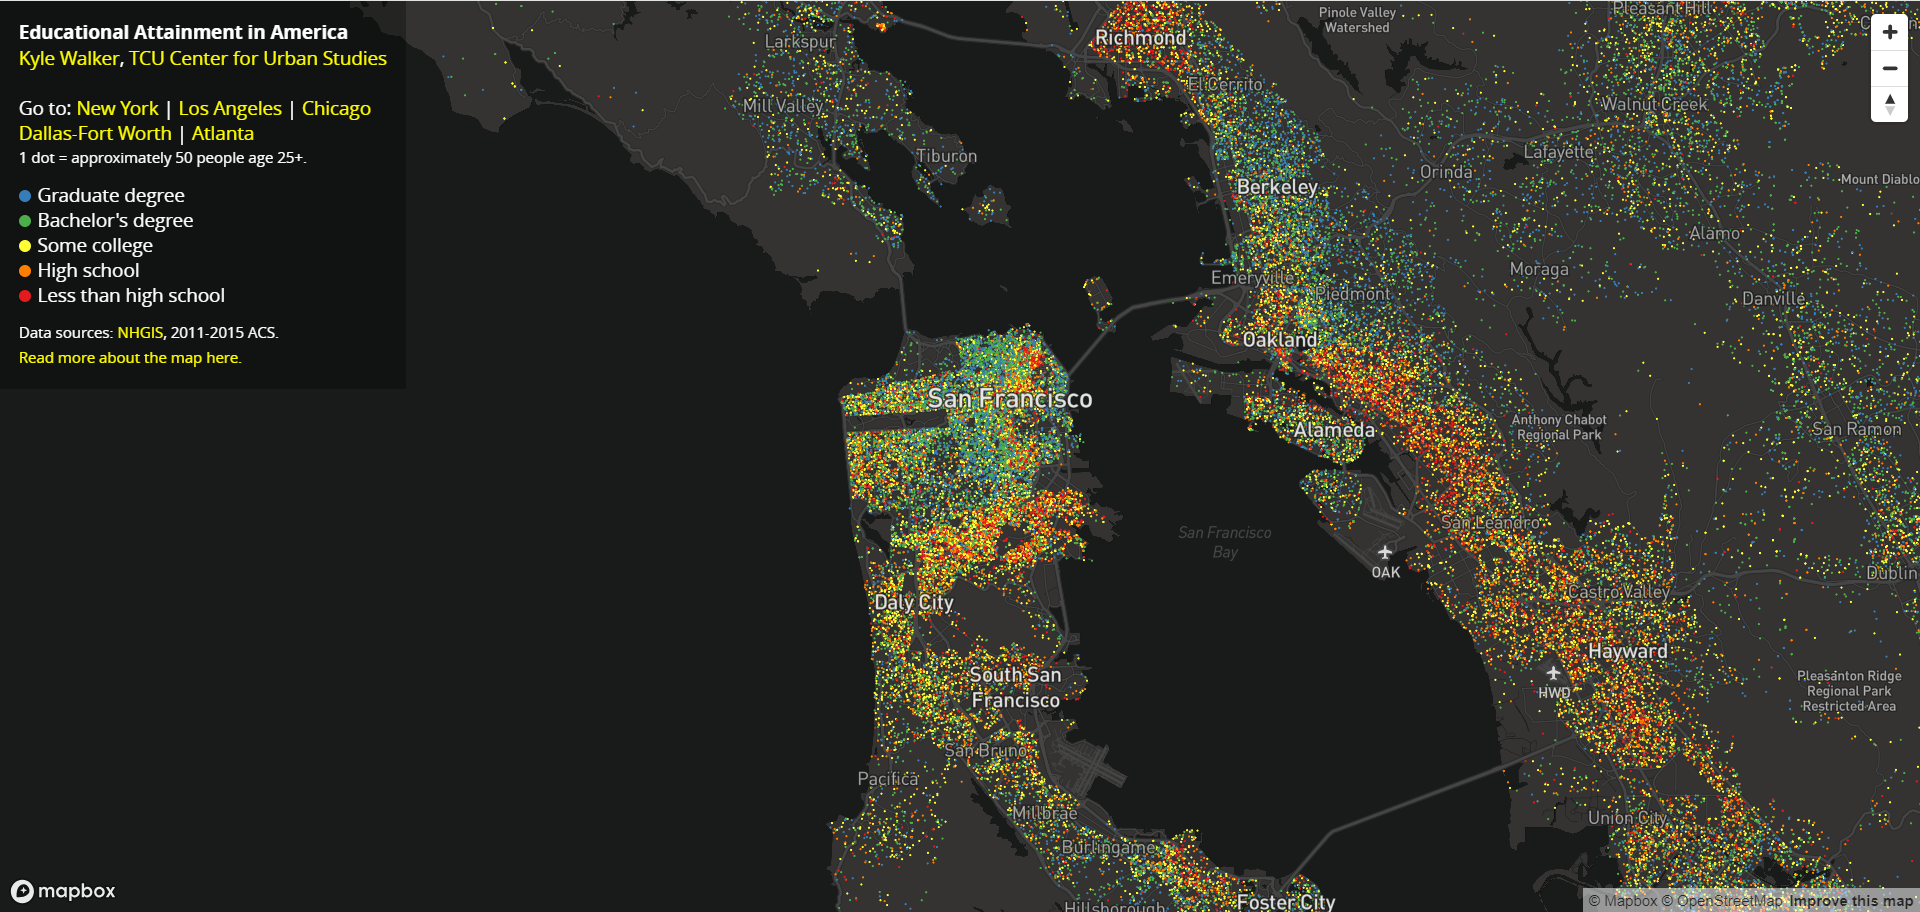 Educational Attainment in America
Kyle Walker, TCU Center for Urban Studies
Go to: New York | Los Angeles | Chicago
Dallas-Fort Worth | Atlanta
1 dot = approximately 50 people age 25+.
Graduate degree
Bachelor's degree
Some college
High school
Less than high school
Data sources: NHGIS, 2011-2015 ACS.
Read more about the map here.
Pleasant Hill
Pinole Valley
Watershed
Richmond
Larkspur
El Cerrito
Mill Valley
Walnut Creek
Tiburon
Lafayette
Orinda
Mount Diablo
Berkeley
Alamo
Moraga
Emeryville
Piedmont
Danville
Oakland
San Francisco
Anthony Chabot
Regional Park
Alameda
San Ramon
San Leandro
San Francisco
Bay
OAK
Dublin
Castro Valley
Daly City
Hayward
South San
Francisco
HWD
Pleasanton Ridge
Regional Park
Restricted Area
San Bruno
Pacifica
Millbrae
Union City
Burlingame
Foster City
Hillsborough
mapbox
© Mapbox © OpenStreetMap Improve this map